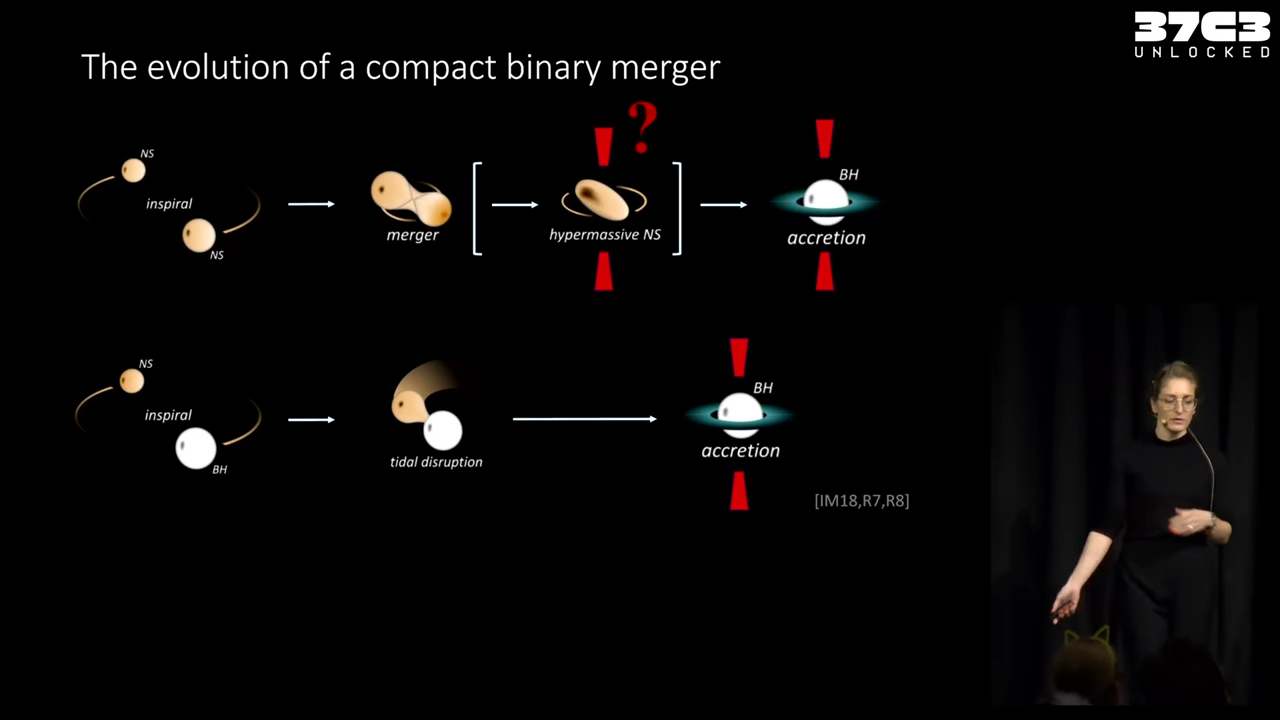 37C3
UNLOCKED
The evolution of a compact binary merger
?
NS
inspiral
NS
merger
hypermassive NS
BH
accretion
NS
inspiral
BH
tidal disruption
BH
accretion
[IM18,R7,R8]